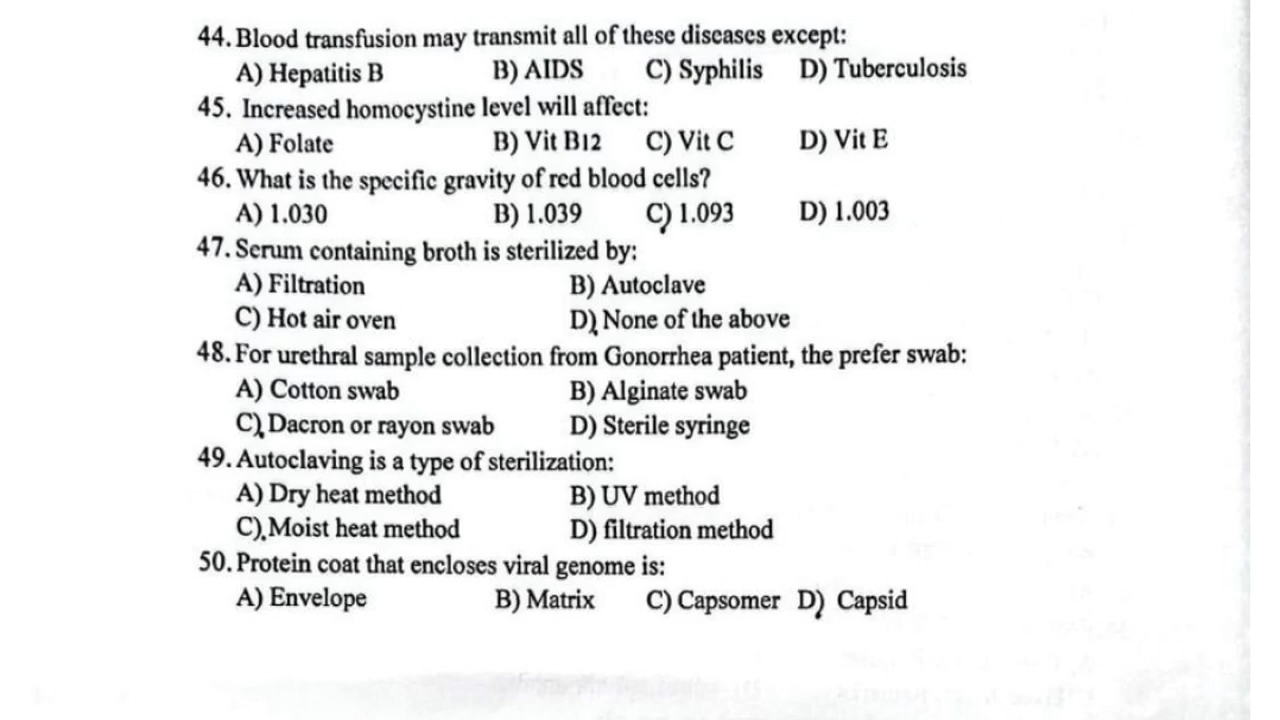 44. Blood transfusion may transmit all of these diseases except:
A) Hepatitis B B) AIDS C) Syphilis D) Tuberculosis
45. Increased homocystine level will affect:
A) Folate B) Vit B12 C) Vit C D) Vit E
46. What is the specific gravity of red blood cells?
A) 1.030 B) 1.039 C) 1.093 D) 1.003
47. Serum containing broth is sterilized by:
A) Filtration B) Autoclave
C) Hot air oven D) None of the above
48. For urethral sample collection from Gonorrhea patient, the prefer swab:
A) Cotton swab B) Alginate swab
C) Dacron or rayon swab D) Sterile syringe
49. Autoclaving is a type of sterilization:
A) Dry heat method B) UV method
C) Moist heat method D) filtration method
50. Protein coat that encloses viral genome is:
A) Envelope B) Matrix C) Capsomer D) Capsid